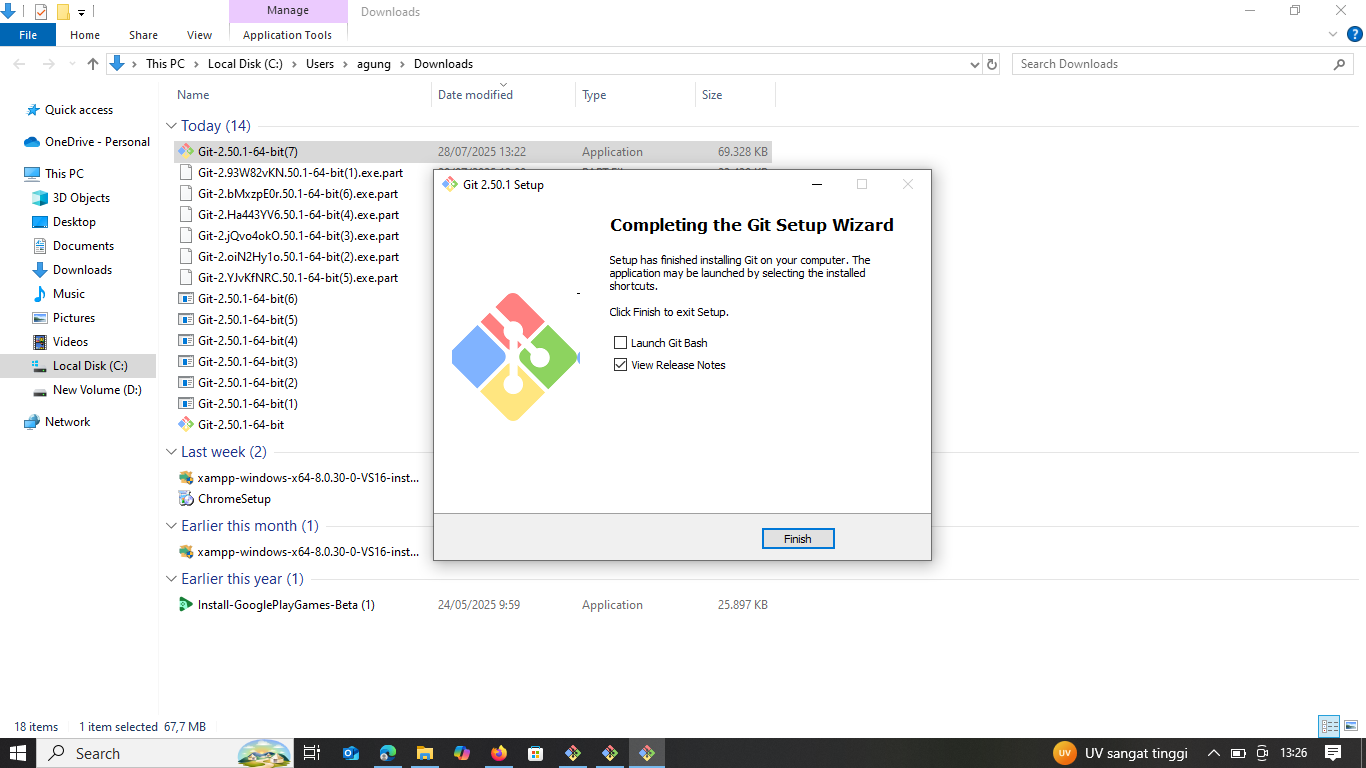 Manage
Downloads
File
Home
Share
View
Application Tools
This PC
Local Disk (C:)
Users
agung
Downloads
Search Downloads
Name
Date modified
Type
Size
Quick access
OneDrive - Personal
This PC
3D Objects
Desktop
Documents
Downloads
Music
Pictures
Videos
Local Disk (C:)
New Volume (D:)
Network
Today (14)
Git-2.50.1-64-bit(7) 28/07/2025 13:22 Application 69.328 KB
Git-2.93W82vKN.50.1-64-bit(1).exe.part
Git-2.bMxzpE0r.50.1-64-bit(6).exe.part
Git-2.Ha443YV6.50.1-64-bit(4).exe.part
Git-2.jQvo4okO.50.1-64-bit(3).exe.part
Git-2.oiN2Hy1o.50.1-64-bit(2).exe.part
Git-2.YJvKfNRC.50.1-64-bit(5).exe.part
Git-2.50.1-64-bit(6)
Git-2.50.1-64-bit(5)
Git-2.50.1-64-bit(4)
Git-2.50.1-64-bit(3)
Git-2.50.1-64-bit(2)
Git-2.50.1-64-bit(1)
Git-2.50.1-64-bit
Last week (2)
xampp-windows-x64-8.0.30-0-VS16-inst...
ChromeSetup
Earlier this month (1)
xampp-windows-x64-8.0.30-0-VS16-inst...
Earlier this year (1)
Install-GooglePlayGames-Beta (1) 24/05/2025 9:59 Application 25.897 KB
Git 2.50.1 Setup
Completing the Git Setup Wizard
Setup has finished installing Git on your computer. The
application may be launched by selecting the installed
shortcuts.
Click Finish to exit Setup.
Launch Git Bash
View Release Notes
Finish
18 items
1 item selected 67,7 MB
Search
UV
UV sangat tinggi
13:26